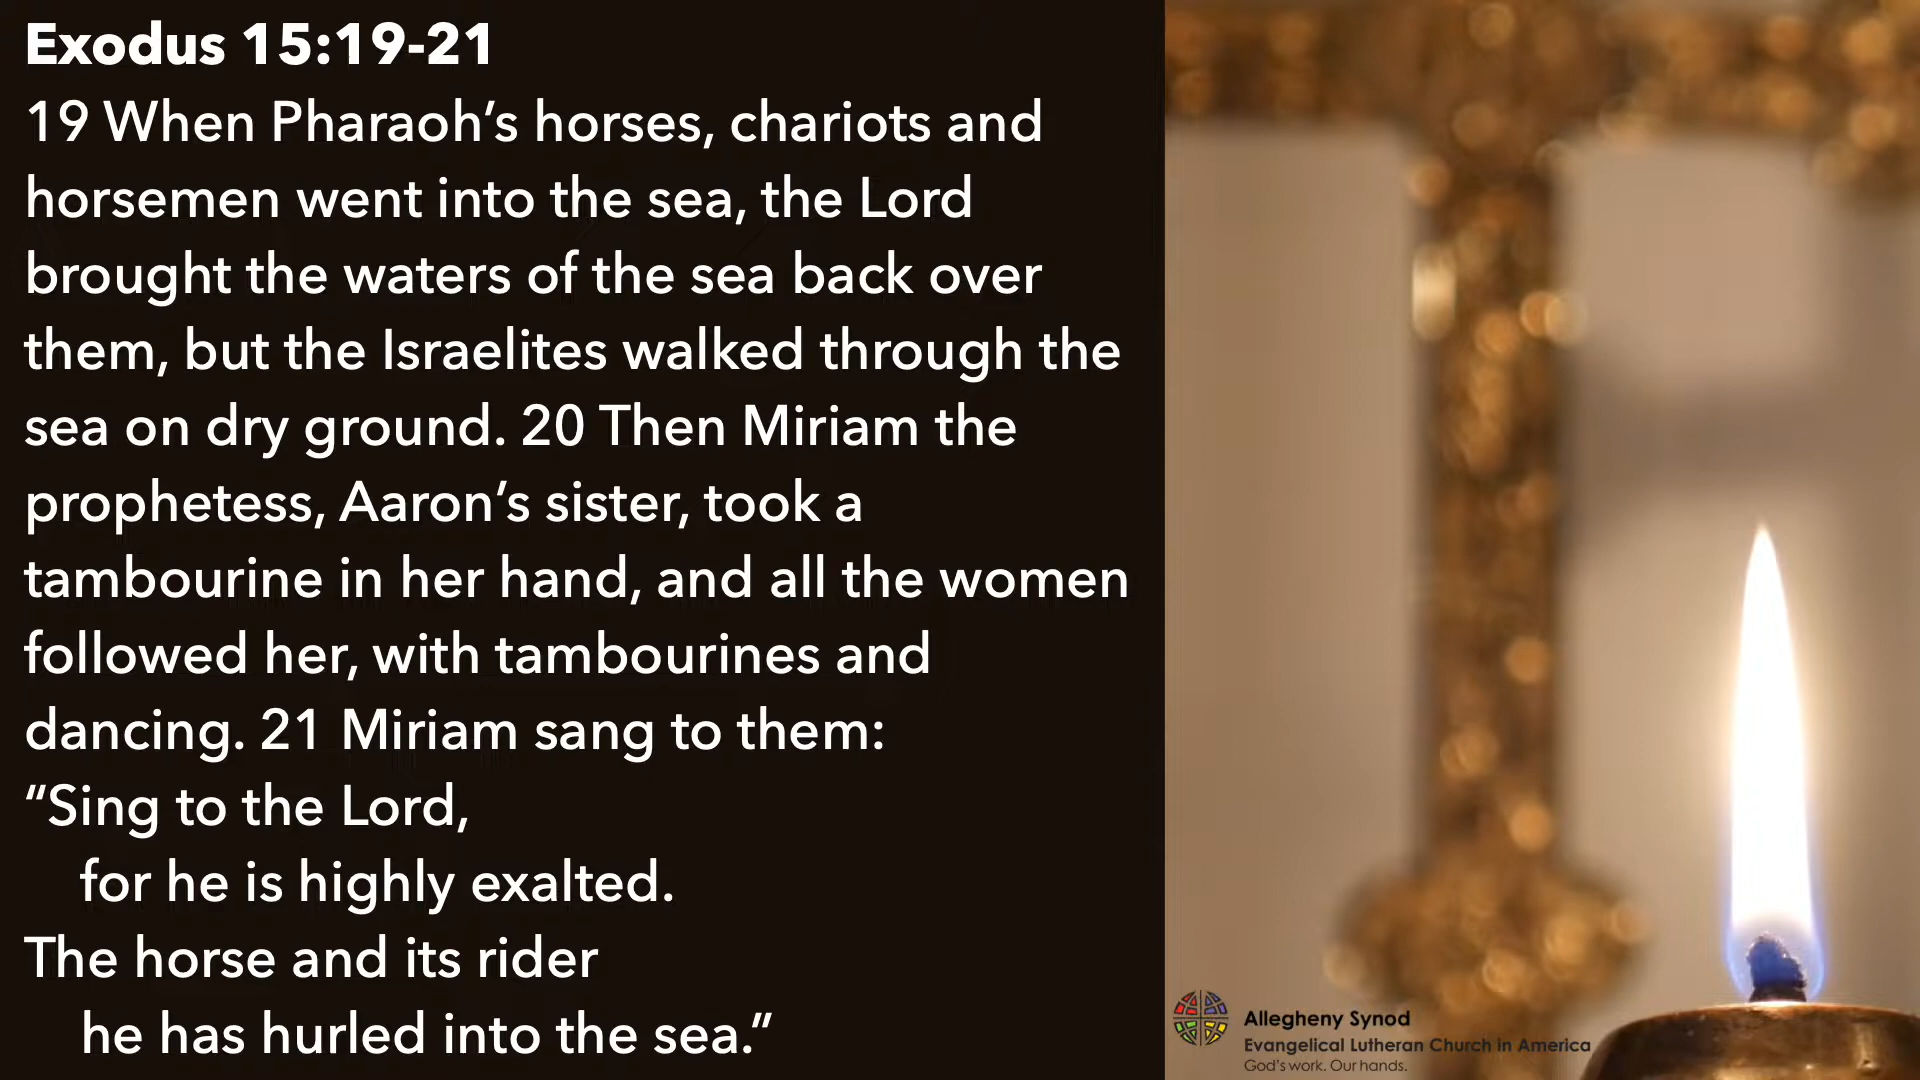 Exodus 15:19-21
19 When Pharaoh’s horses, chariots and
horsemen went into the sea, the Lord
brought the waters of the sea back over
them, but the Israelites walked through the
sea on dry ground. 20 Then Miriam the
prophetess, Aaron’s sister, took a
tambourine in her hand, and all the women
followed her, with tambourines and
dancing. 21 Miriam sang to them:
“Sing to the Lord,
for he is highly exalted.
The horse and its rider
he has hurled into the sea.”
Allegheny Synod
Evangelical Lutheran Church in America
God’s work. Our hands.